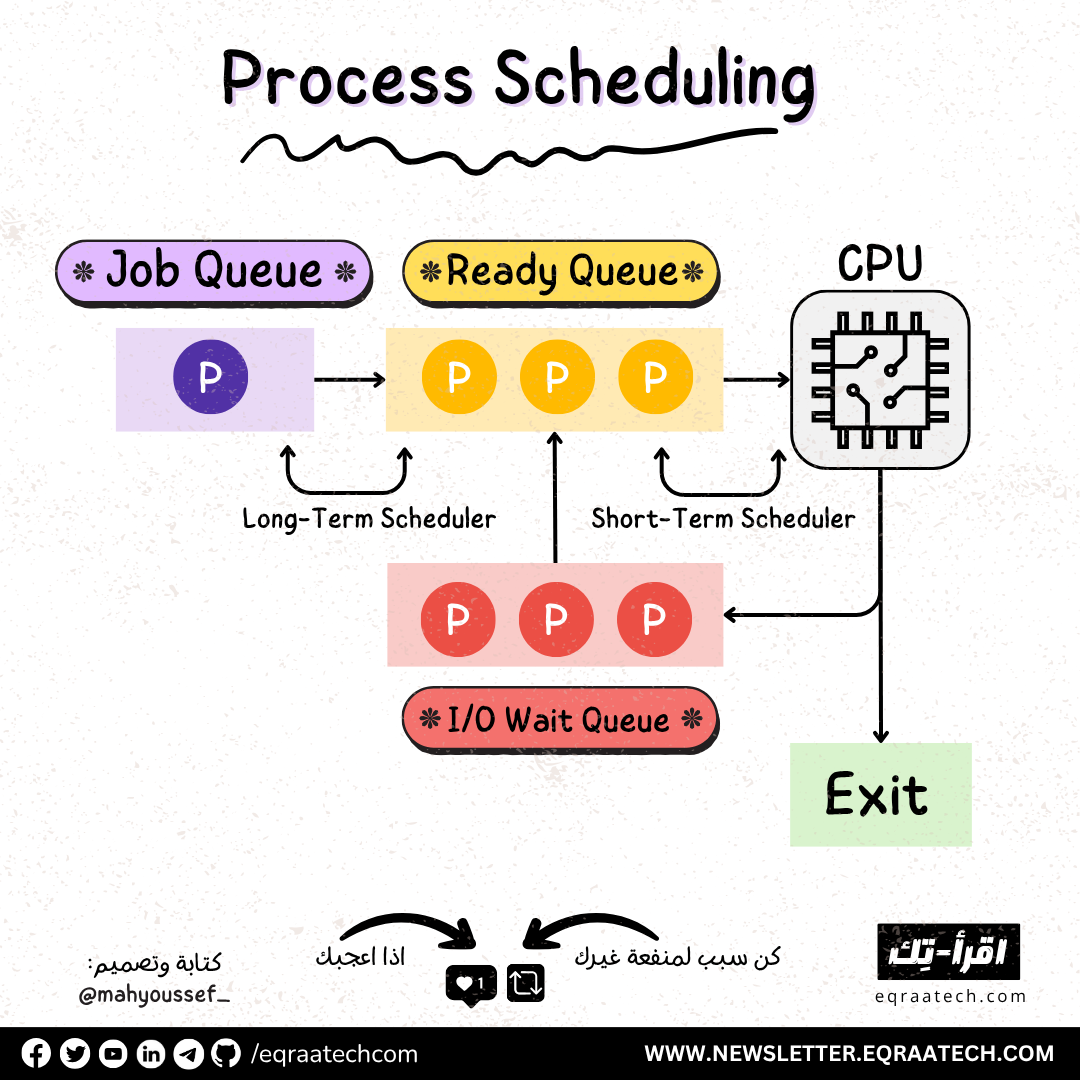 Process Scheduling
Job Queue
Ready Queue
CPU
P
P P P
Long-Term Scheduler
Short-Term Scheduler
P P P
I/O Wait Queue
Exit
كتابة وتصميم:
@mahyoussef_
اذا اعجبك
1
كن سبب لمنفعة غيرك
اقرأ-تِك
eqraatech.com
/eqraatechcom
WWW.NEWSLETTER.EQRAATECH.COM